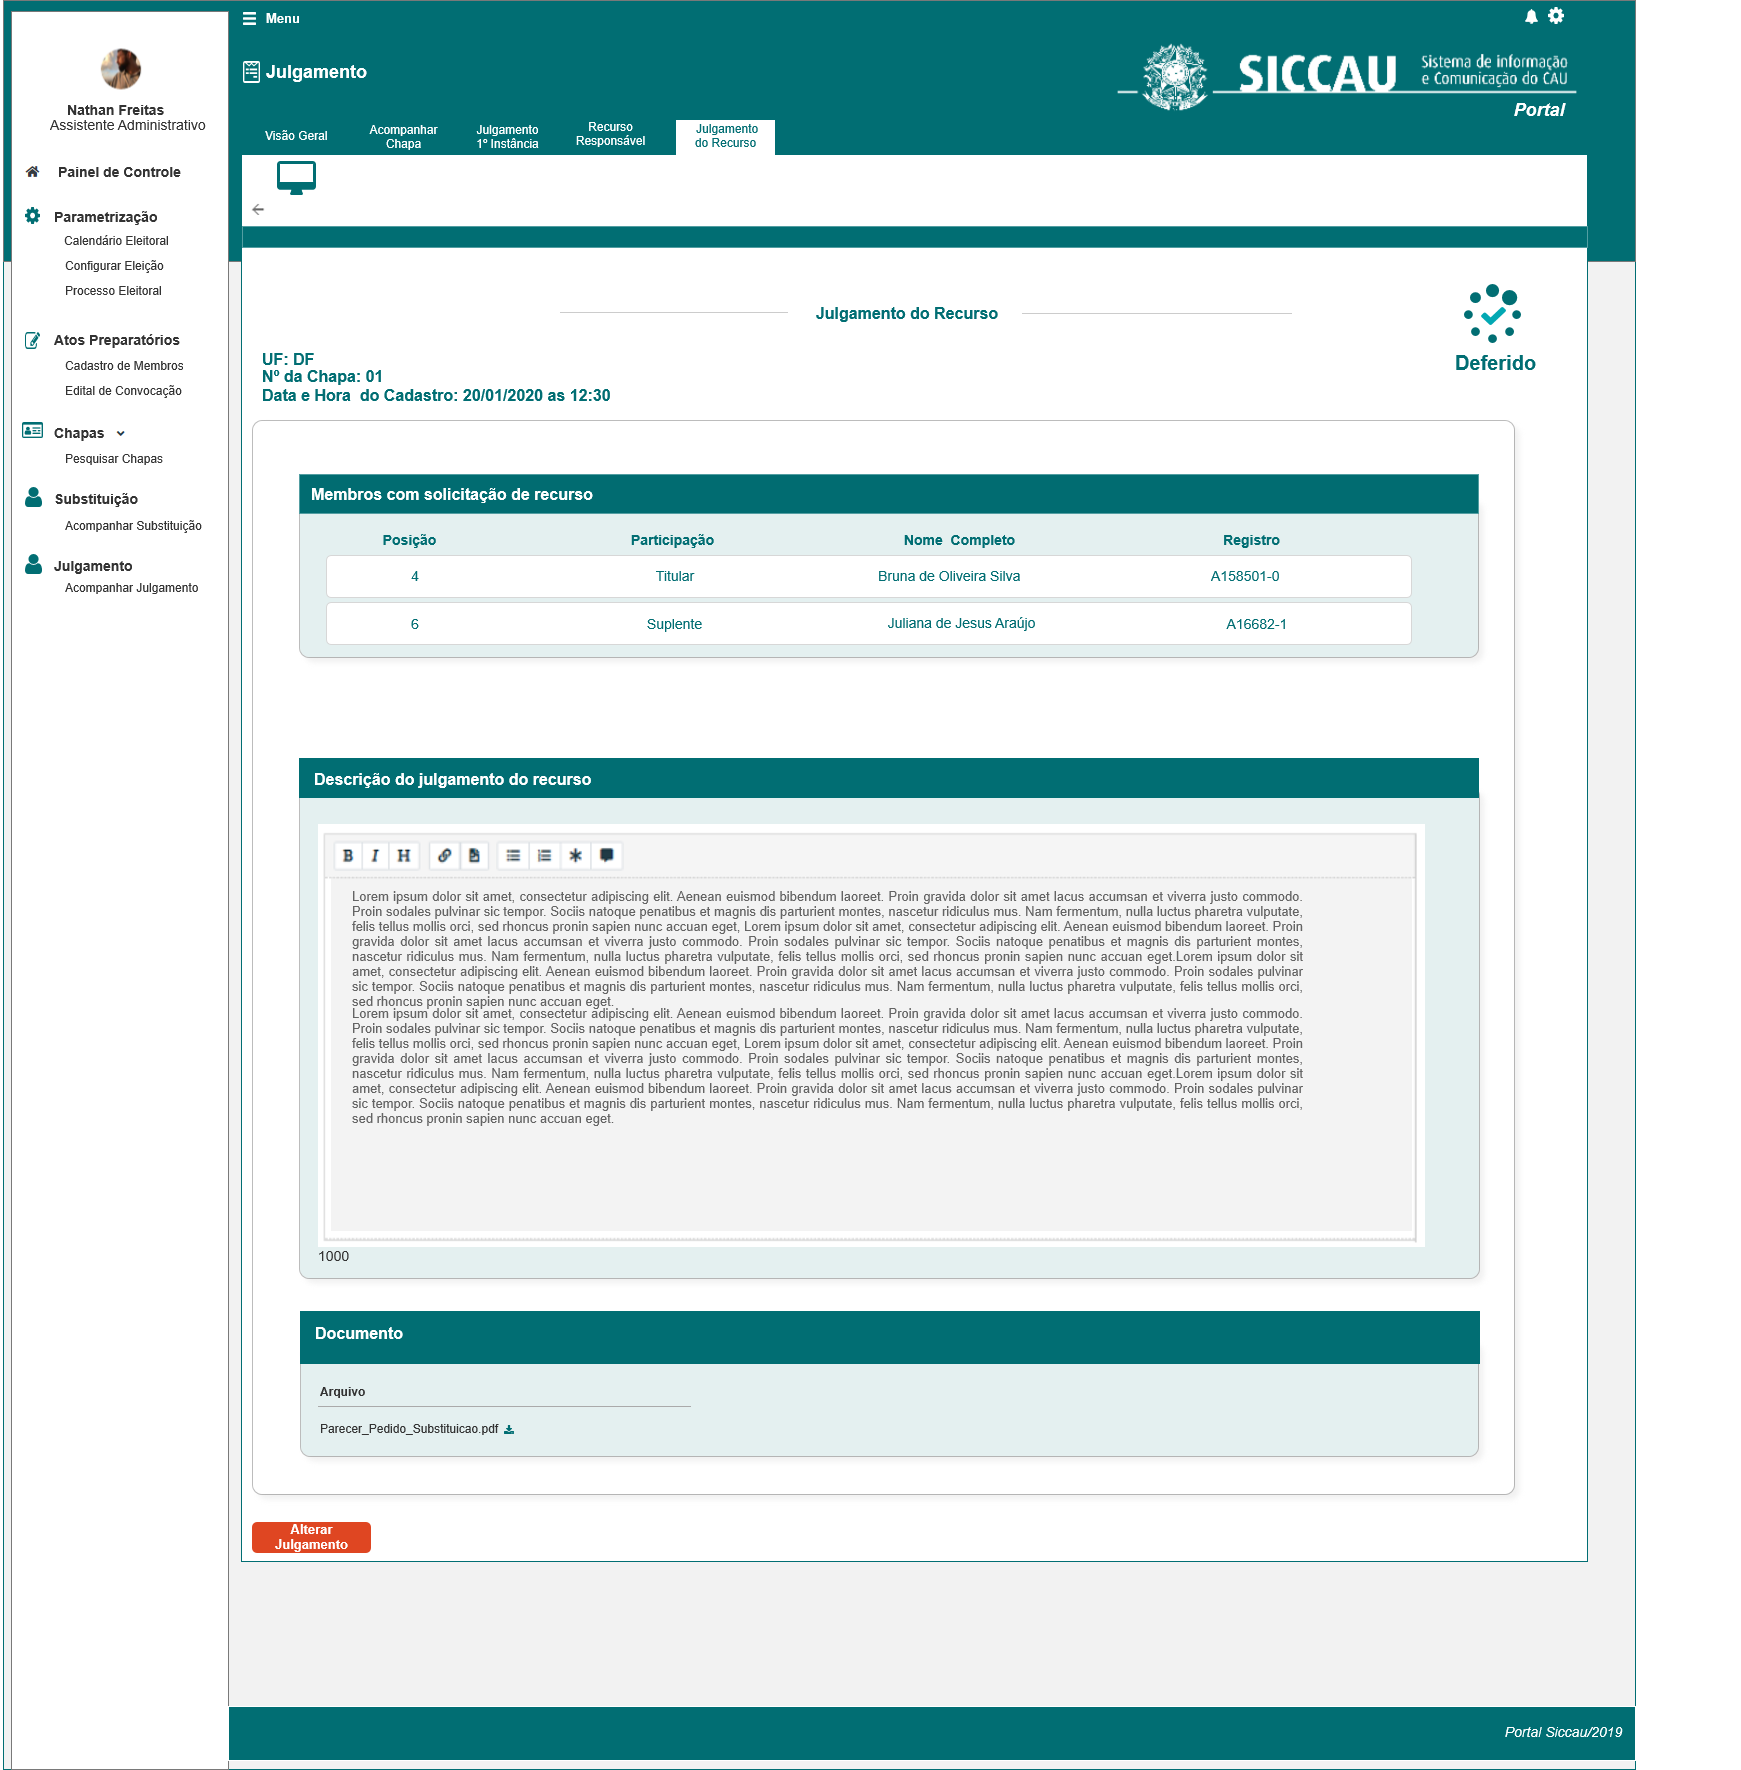 Menu
Julgamento
SICCAU
Sistema de informação
e Comunicação do CAU
Portal
Visão Geral
Acompanhar
Chapa
Julgamento
1º Instância
Recurso
Responsável
Julgamento
do Recurso
Nathan Freitas
Assistente Administrativo
Painel de Controle
Parametrização
Calendário Eleitoral
Configurar Eleição
Processo Eleitoral
Atos Preparatórios
Cadastro de Membros
Edital de Convocação
Chapas
Pesquisar Chapas
Substituição
Acompanhar Substituição
Julgamento
Acompanhar Julgamento
Julgamento do Recurso
Deferido
UF: DF
Nº da Chapa: 01
Data e Hora  do Cadastro: 20/01/2020 as 12:30
Membros com solicitação de recurso
Posição Participação Nome  Completo Registro
4 Titular Bruna de Oliveira Silva A158501-0
6 Suplente Juliana de Jesus Araújo A16682-1
Descrição do julgamento do recurso
B I H
Lorem ipsum dolor sit amet, consectetur adipiscing elit. Aenean euismod bibendum laoreet. Proin gravida dolor sit amet lacus accumsan et viverra justo commodo.
Proin sodales pulvinar sic tempor. Sociis natoque penatibus et magnis dis parturient montes, nascetur ridiculus mus. Nam fermentum, nulla luctus pharetra vulputate,
felis tellus mollis orci, sed rhoncus pronin sapien nunc accuan eget, Lorem ipsum dolor sit amet, consectetur adipiscing elit. Aenean euismod bibendum laoreet. Proin
gravida dolor sit amet lacus accumsan et viverra justo commodo. Proin sodales pulvinar sic tempor. Sociis natoque penatibus et magnis dis parturient montes,
nascetur ridiculus mus. Nam fermentum, nulla luctus pharetra vulputate, felis tellus mollis orci, sed rhoncus pronin sapien nunc accuan eget.Lorem ipsum dolor sit
amet, consectetur adipiscing elit. Aenean euismod bibendum laoreet. Proin gravida dolor sit amet lacus accumsan et viverra justo commodo. Proin sodales pulvinar
sic tempor. Sociis natoque penatibus et magnis dis parturient montes, nascetur ridiculus mus. Nam fermentum, nulla luctus pharetra vulputate, felis tellus mollis orci,
sed rhoncus pronin sapien nunc accuan eget.
Lorem ipsum dolor sit amet, consectetur adipiscing elit. Aenean euismod bibendum laoreet. Proin gravida dolor sit amet lacus accumsan et viverra justo commodo.
Proin sodales pulvinar sic tempor. Sociis natoque penatibus et magnis dis parturient montes, nascetur ridiculus mus. Nam fermentum, nulla luctus pharetra vulputate,
felis tellus mollis orci, sed rhoncus pronin sapien nunc accuan eget, Lorem ipsum dolor sit amet, consectetur adipiscing elit. Aenean euismod bibendum laoreet. Proin
gravida dolor sit amet lacus accumsan et viverra justo commodo. Proin sodales pulvinar sic tempor. Sociis natoque penatibus et magnis dis parturient montes,
nascetur ridiculus mus. Nam fermentum, nulla luctus pharetra vulputate, felis tellus mollis orci, sed rhoncus pronin sapien nunc accuan eget.Lorem ipsum dolor sit
amet, consectetur adipiscing elit. Aenean euismod bibendum laoreet. Proin gravida dolor sit amet lacus accumsan et viverra justo commodo. Proin sodales pulvinar
sic tempor. Sociis natoque penatibus et magnis dis parturient montes, nascetur ridiculus mus. Nam fermentum, nulla luctus pharetra vulputate, felis tellus mollis orci,
sed rhoncus pronin sapien nunc accuan eget.
1000
Documento
Arquivo
Parecer_Pedido_Substituicao.pdf
Alterar
Julgamento
Portal Siccau/2019